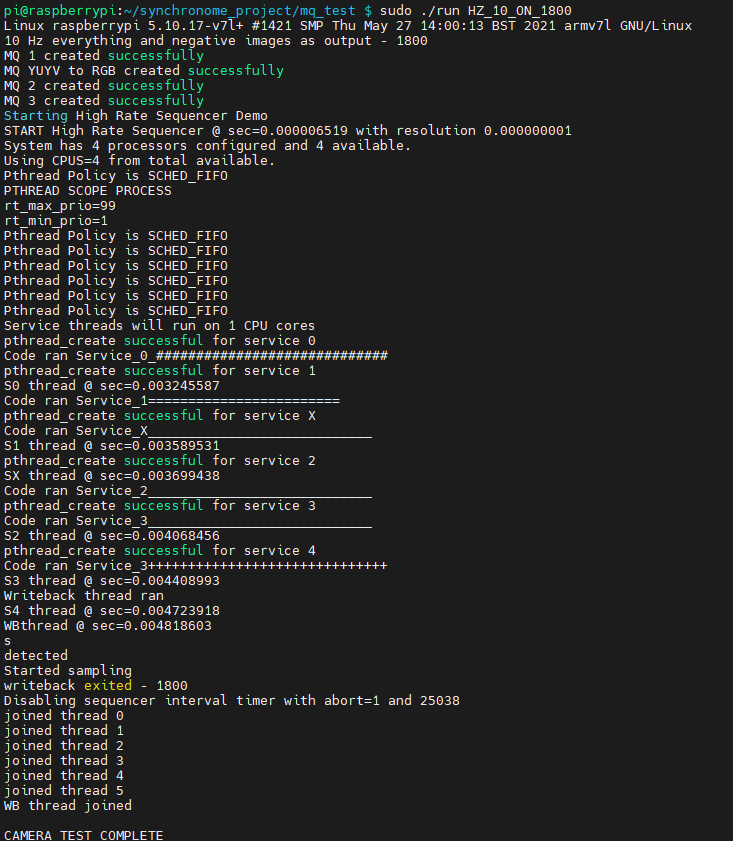 pi@raspberrypi:~/synchronome_project/mq_test $ sudo ./run HZ_10_ON_1800
Linux raspberrypi 5.10.17-v7l+ #1421 SMP Thu May 27 14:00:13 BST 2021 armv7l GNU/Linux
10 Hz everything and negative images as output - 1800
MQ 1 created successfully
MQ YUYV to RGB created successfully
MQ 2 created successfully
MQ 3 created successfully
Starting High Rate Sequencer Demo
START High Rate Sequencer @ sec=0.000006519 with resolution 0.000000001
System has 4 processors configured and 4 available.
Using CPUS=4 from total available.
Pthread Policy is SCHED_FIFO
PTHREAD SCOPE PROCESS
rt_max_prio=99
rt_min_prio=1
Pthread Policy is SCHED_FIFO
Pthread Policy is SCHED_FIFO
Pthread Policy is SCHED_FIFO
Pthread Policy is SCHED_FIFO
Pthread Policy is SCHED_FIFO
Pthread Policy is SCHED_FIFO
Service threads will run on 1 CPU cores
pthread_create successful for service 0
Code ran Service_0_#############################
pthread_create successful for service 1
S0 thread @ sec=0.003245587
Code ran Service_1========================
pthread_create successful for service X
Code ran Service_X____________________________
S1 thread @ sec=0.003589531
pthread_create successful for service 2
SX thread @ sec=0.003699438
Code ran Service_2____________________________
pthread_create successful for service 3
Code ran Service_3____________________________
S2 thread @ sec=0.004068456
pthread_create successful for service 4
Code ran Service_3++++++++++++++++++++++++++++++
S3 thread @ sec=0.004408993
Writeback thread ran
S4 thread @ sec=0.004723918
WBthread @ sec=0.004818603
s
detected
Started sampling
writeback exited - 1800
Disabling sequencer interval timer with abort=1 and 25038
joined thread 0
joined thread 1
joined thread 2
joined thread 3
joined thread 4
joined thread 5
WB thread joined
CAMERA TEST COMPLETE